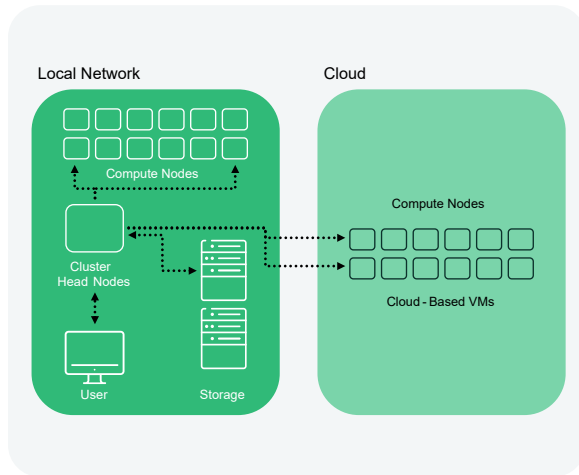 Local Network
Cloud
Compute Nodes
Compute Nodes
Cluster
Head Nodes
Cloud-Based VMs
User
Storage